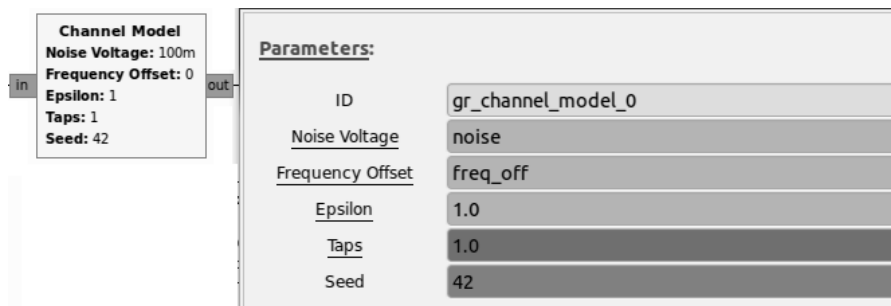 Channel Model
Noise Voltage: 100m
Frequency Offset: 0
Epsilon: 1
Taps: 1
Seed: 42
in
out
Parameters:
ID gr_channel_model_0
Noise Voltage noise
Frequency Offset freq_off
Epsilon 1.0
Taps 1.0
Seed 42